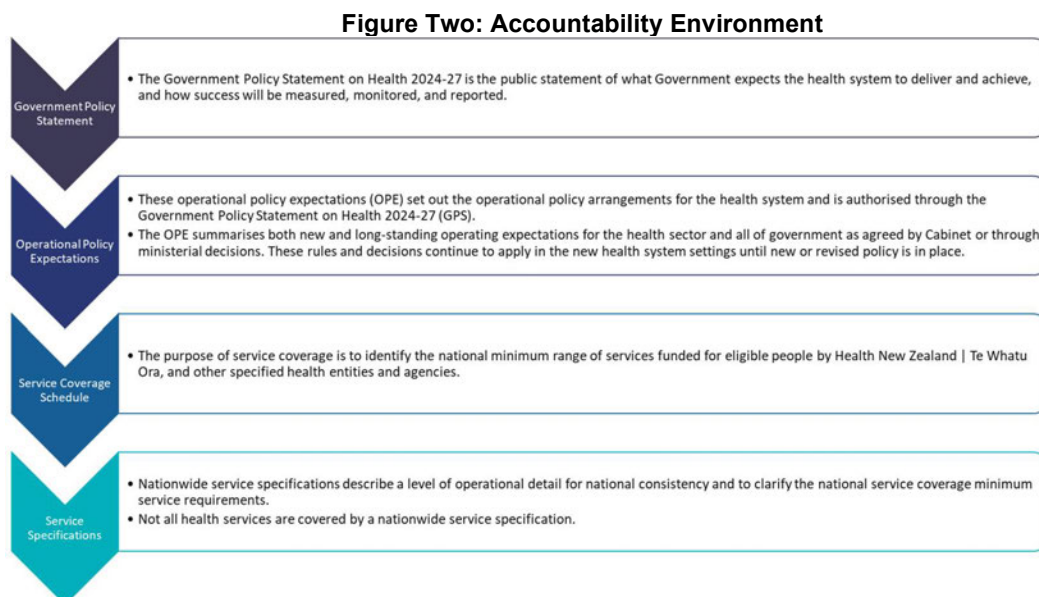 Figure Two: Accountability Environment
Government Policy
Statement
• The Government Policy Statement on Health 2024-27 is the public statement of what Government expects the health system to deliver and achieve,
and how success will be measured, monitored, and reported.
Operational Policy
Expectations
• These operational policy expectations (OPE) set out the operational policy arrangements for the health system and is authorised through the
Government Policy Statement on Health 2024-27 (GPS).
• The OPE summarises both new and long-standing operating expectations for the health sector and all of government as agreed by Cabinet or through
ministerial decisions. These rules and decisions continue to apply in the new health system settings until new or revised policy is in place.
Service Coverage
Schedule
• The purpose of service coverage is to identify the national minimum range of services funded for eligible people by Health New Zealand | Te Whatu
Ora, and other specified health entities and agencies.
Service
Specifications
• Nationwide service specifications describe a level of operational detail for national consistency and to clarify the national service coverage minimum
service requirements.
• Not all health services are covered by a nationwide service specification.